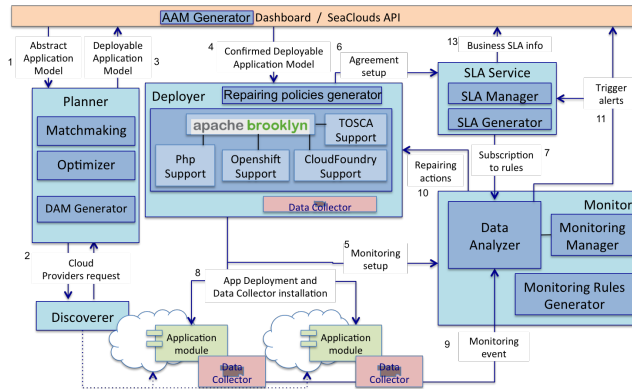 AAM Generator Dashboard / SeaClouds API
1
Abstract
Application
Model
Deployable
Application
Model
3
4
Confirmed Deployable
Application Model
6
Agreement
setup
13
Business SLA info
Planner
Matchmaking
Optimizer
DAM Generator
Deployer
Repairing policies generator
apache brooklyn
TOSCA
Support
Php
Support
Openshift
Support
CloudFoundry
Support
Data Collector
SLA Service
SLA Manager
SLA Generator
Trigger
alerts
11
Subscription
to rules
7
Repairing
actions
10
2
Cloud
Providers request
5
Monitoring
setup
Monitor
Data
Analyzer
Monitoring
Manager
Monitoring Rules
Generator
Discoverer
8
App Deployment and
Data Collector installation
Application
module
Application
module
Data
Collector
Data
Collector
9
Monitoring
event